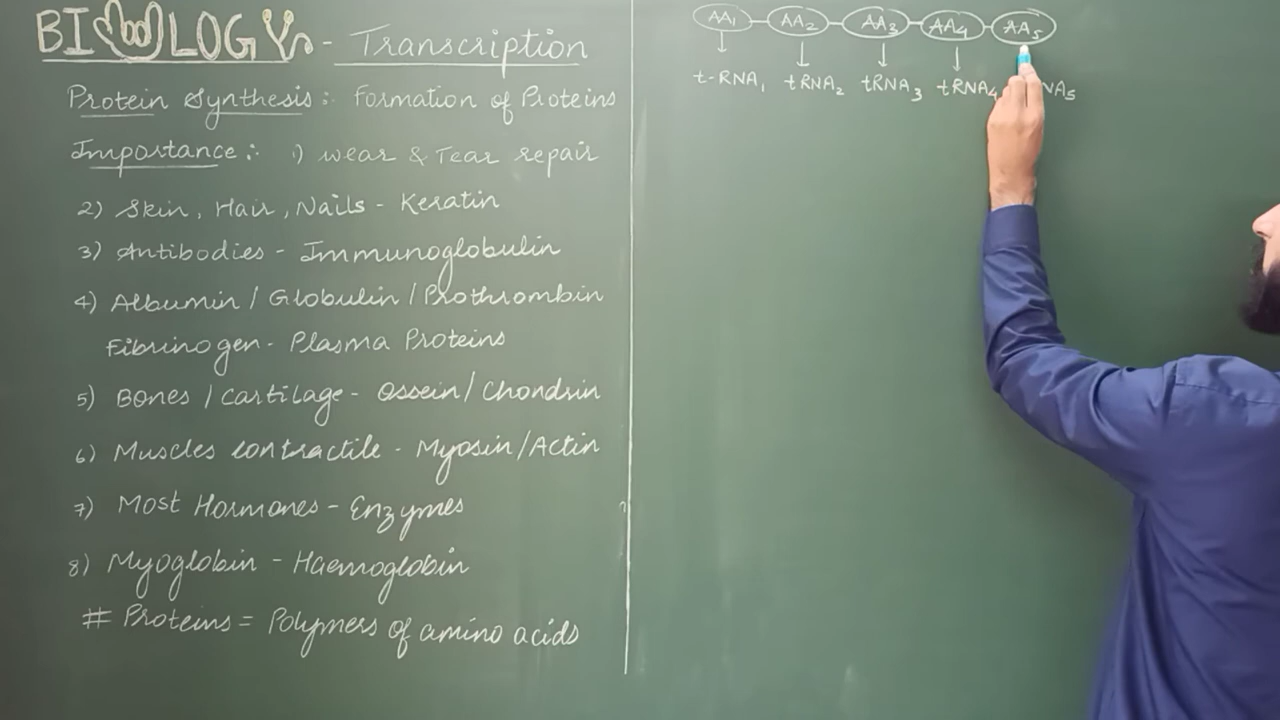 BIOLOGY - Transcription
Protein Synthesis: Formation of Proteins
Importance: 1) Wear & Tear repair
2) Skin, Hair, Nails - Keratin
3) Antibodies - Immunoglobulin
4) Albumin / Globulin / Prothrombin
Fibrinogen - Plasma Proteins
5) Bones / Cartilage - Ossein / Chondrin
6) Muscles contractile - Myosin / Actin
7) Most Hormones - Enzymes
8) Myoglobin - Haemoglobin
# Proteins = Polymers of amino acids
AA1 AA2 AA3 AA4 AA5
t-RNA1 tRNA2 tRNA3 tRNA4 NA5